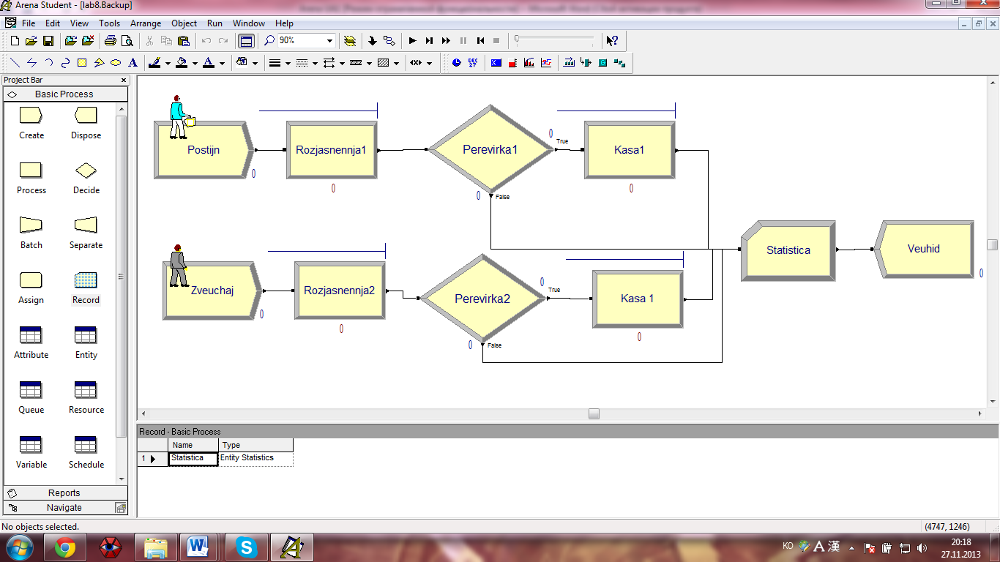 Arena Student - [lab8.Backup]
File Edit View Tools Arrange Object Run Window Help
90%
A A
DEC
27
Project Bar
Basic Process
Create Dispose
Process Decide
Batch Separate
Assign Record
Attribute Entity
Queue Resource
Variable Schedule
Reports
Navigate
Postijn
0
Rozjasnennja1
0
Perevirka1
0
True
0
False
Kasa1
0
Zveuchaj
0
Rozjasnennja2
0
Perevirka2
0
True
0
False
Kasa 1
0
Statistica
Veuhid
0
Record - Basic Process
Name Type
1 Statistica Entity Statistics
No objects selected.
(4747, 1246)
KO A 漢
20:18
27.11.2013